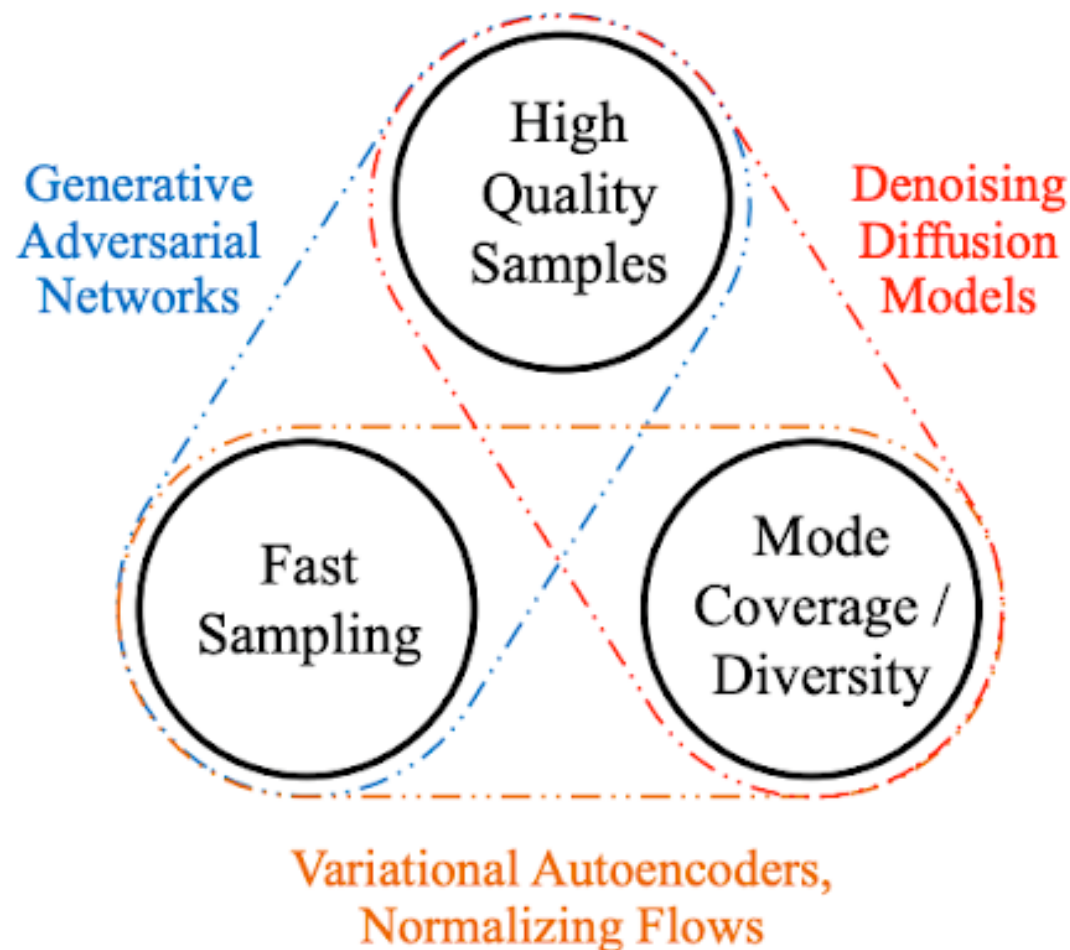 High
Quality
Samples
Generative
Adversarial
Networks
Denoising
Diffusion
Models
Fast
Sampling
Mode
Coverage /
Diversity
Variational Autoencoders,
Normalizing Flows